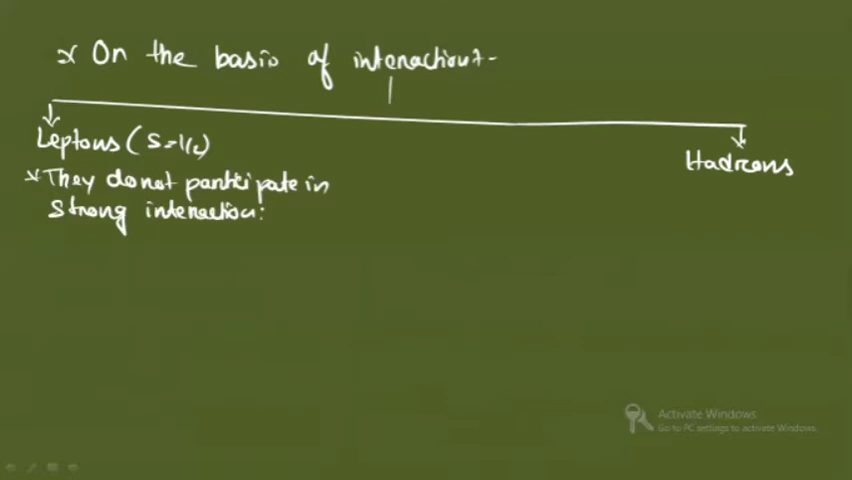 × On the basis of interaction:-
Leptons (S=1/2)
Hadrons
× They do not participate in
strong interaction:
Activate Windows
Go to PC settings to activate Windows.